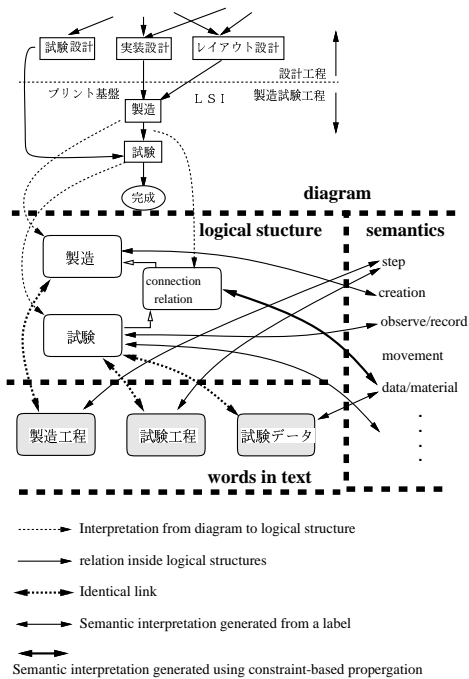 試験設計 実装設計 レイアウト設計
設計工程
プリント基盤 ＬＳＩ 製造試験工程
製造
試験
完成
diagram
logical stucture semantics
製造
connection
relation
step
creation
試験
observe/record
movement
data/material
製造工程 試験工程 試験データ
words in text
Interpretation from diagram to logical structure
relation inside logical structures
Identical link
Semantic interpretation generated from a label
Semantic interpretation generated using constraint-based propergation